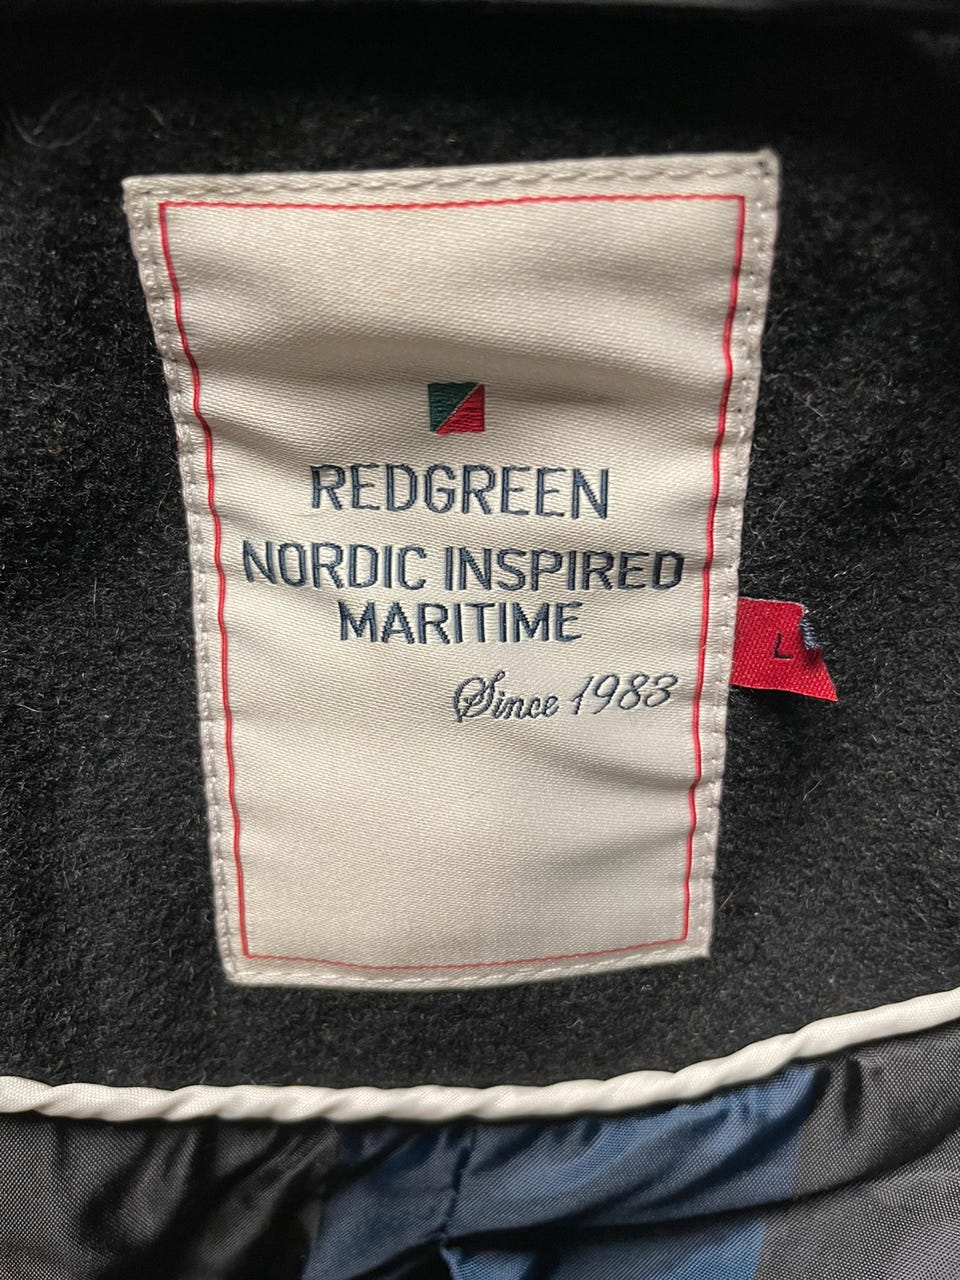 REDGREEN
NORDIC INSPIRED
MARITIME
Since 1983
L